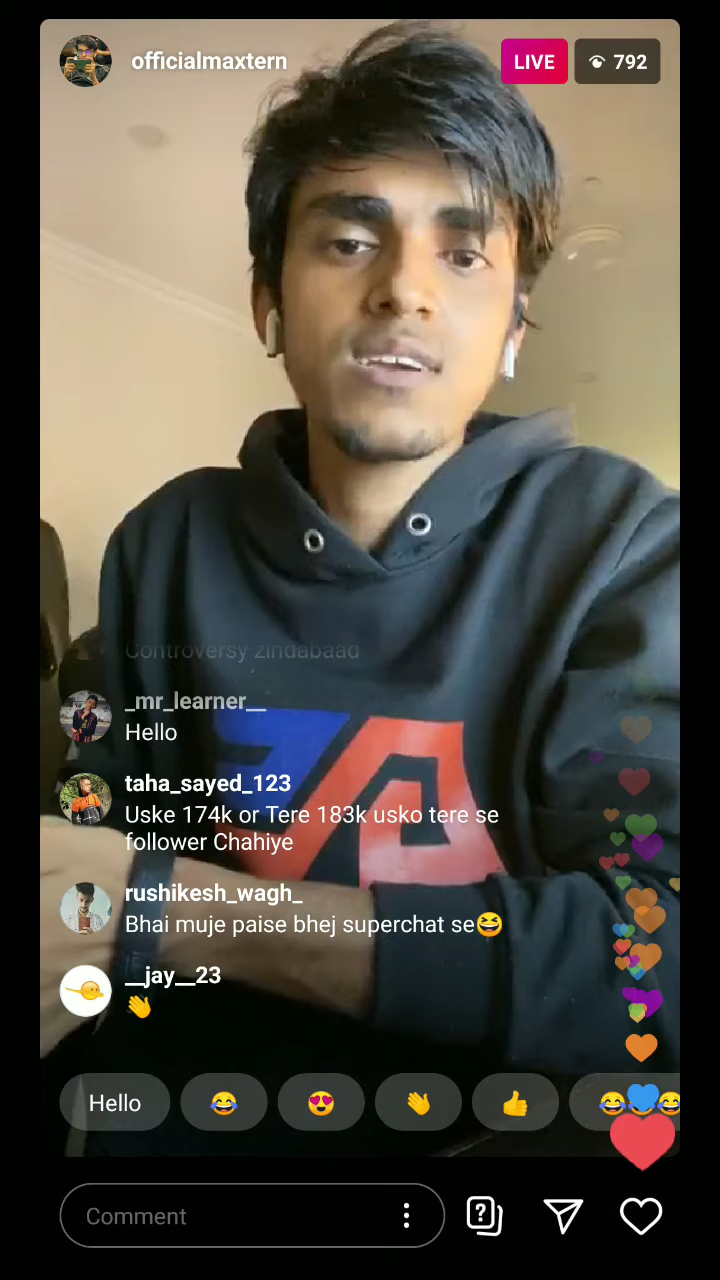 officialmaxtern
LIVE
792
Controversy zindabaad
_mr_learner__
Hello
taha_sayed_123
Uske 174k or Tere 183k usko tere se
follower Chahiye
rushikesh_wagh_
Bhai muje paise bhej superchat se😆
__jay__23
👋
Hello 😂 😍 👋 👍 😂😂😂
Comment